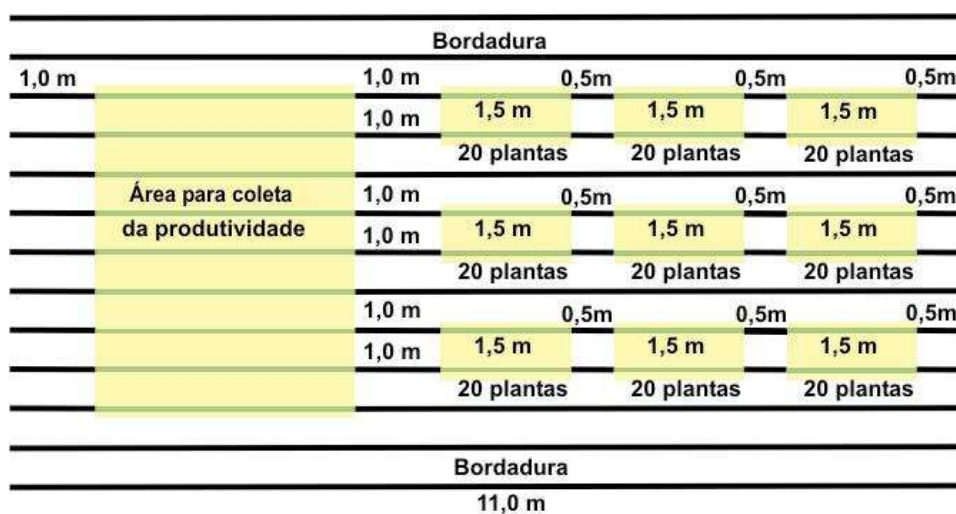 Bordadura
1,0 m 1,0 m 0,5m 0,5m 0,5m
1,0 m 1,5 m 1,5 m 1,5 m
20 plantas 20 plantas 20 plantas
Área para coleta
da produtividade
1,0 m 0,5m 0,5m 0,5m
1,0 m 1,5 m 1,5 m 1,5 m
20 plantas 20 plantas 20 plantas
1,0 m 0,5m 0,5m 0,5m
1,0 m 1,5 m 1,5 m 1,5 m
20 plantas 20 plantas 20 plantas
Bordadura
11,0 m